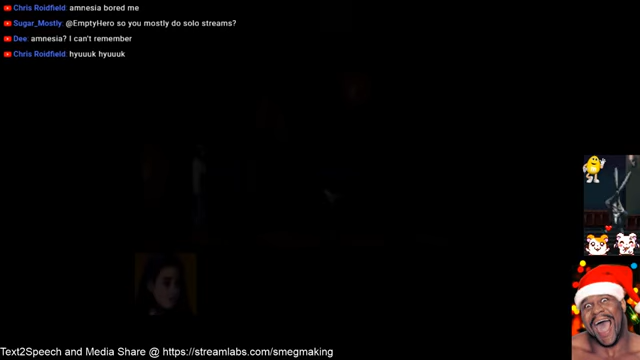 Chris Roidfield: amnesia bored me
Sugar_Mostly: @EmptyHero so you mostly do solo streams?
Dee: amnesia? I can't remember
Chris Roidfield: hyuuuk hyuuuk
Text2Speech and Media Share @ https://streamlabs.com/smegmaking